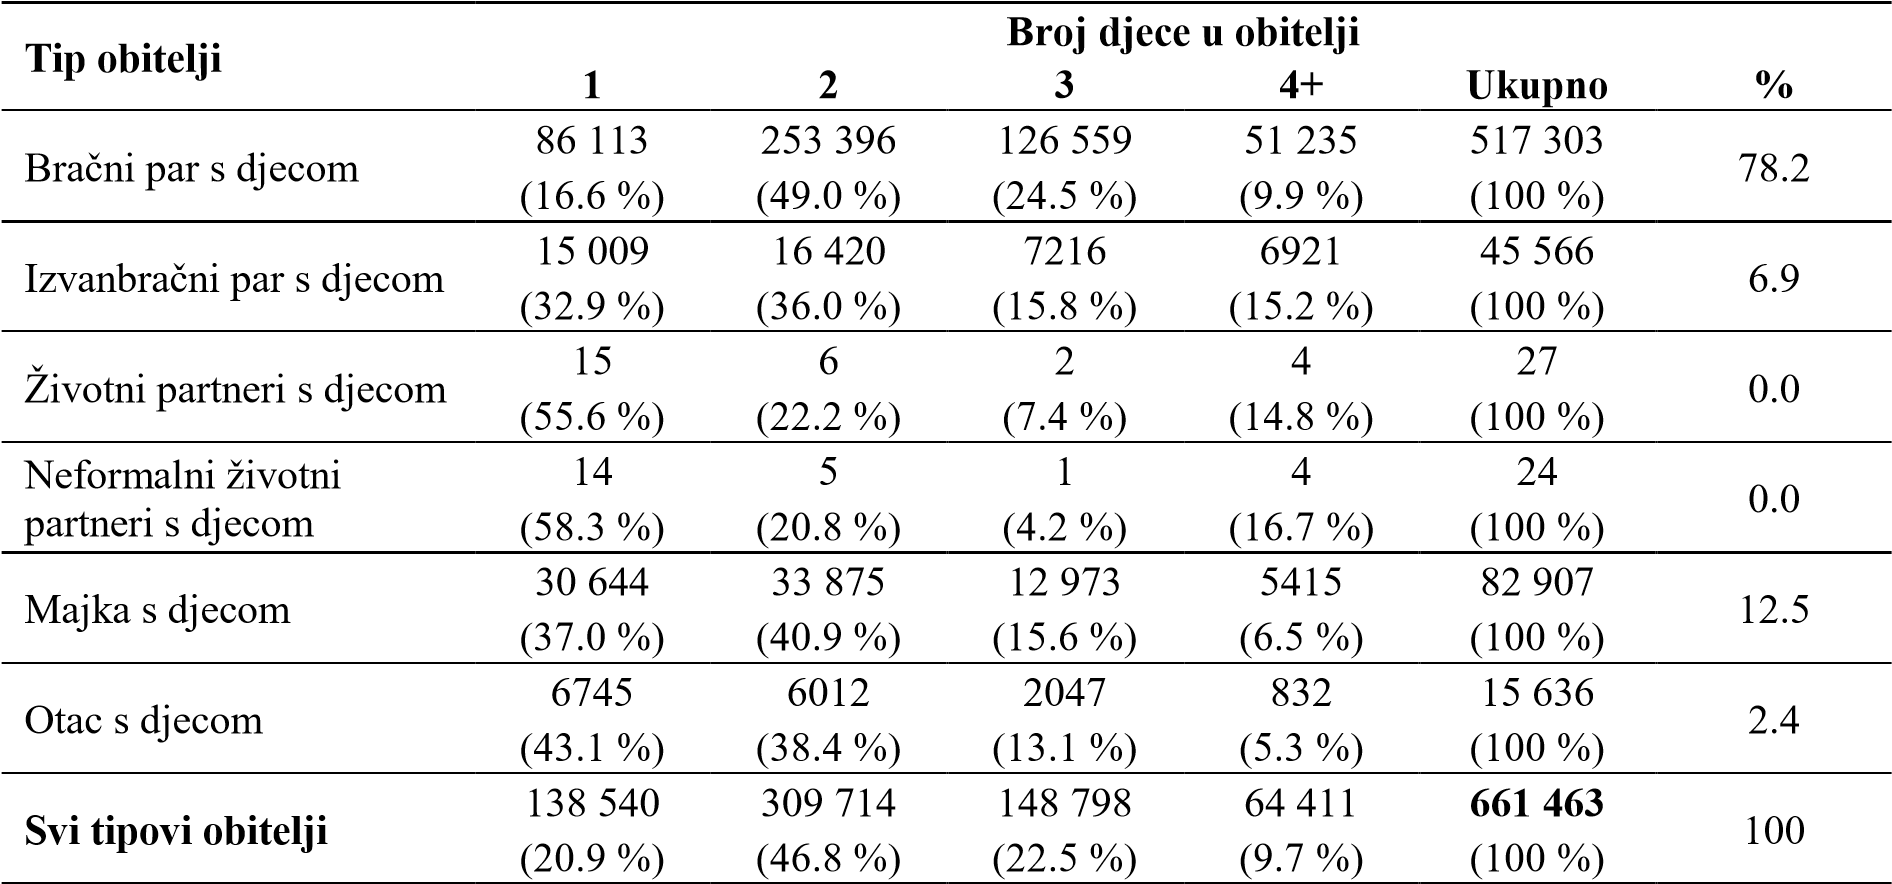 Tip obitelji Broj djece u obitelji
1 2 3 4+ Ukupno %
Bračni par s djecom 86 113 253 396 126 559 51 235 517 303 78.2
(16.6 %) (49.0 %) (24.5 %) (9.9 %) (100 %)
Izvanbračni par s djecom 15 009 16 420 7216 6921 45 566 6.9
(32.9 %) (36.0 %) (15.8 %) (15.2 %) (100 %)
Životni partneri s djecom 15 6 2 4 27 0.0
(55.6 %) (22.2 %) (7.4 %) (14.8 %) (100 %)
Neformalni životni 14 5 1 4 24 0.0
partneri s djecom (58.3 %) (20.8 %) (4.2 %) (16.7 %) (100 %)
Majka s djecom 30 644 33 875 12 973 5415 82 907 12.5
(37.0 %) (40.9 %) (15.6 %) (6.5 %) (100 %)
Otac s djecom 6745 6012 2047 832 15 636 2.4
(43.1 %) (38.4 %) (13.1 %) (5.3 %) (100 %)
Svi tipovi obitelji 138 540 309 714 148 798 64 411 661 463 100
(20.9 %) (46.8 %) (22.5 %) (9.7 %) (100 %)